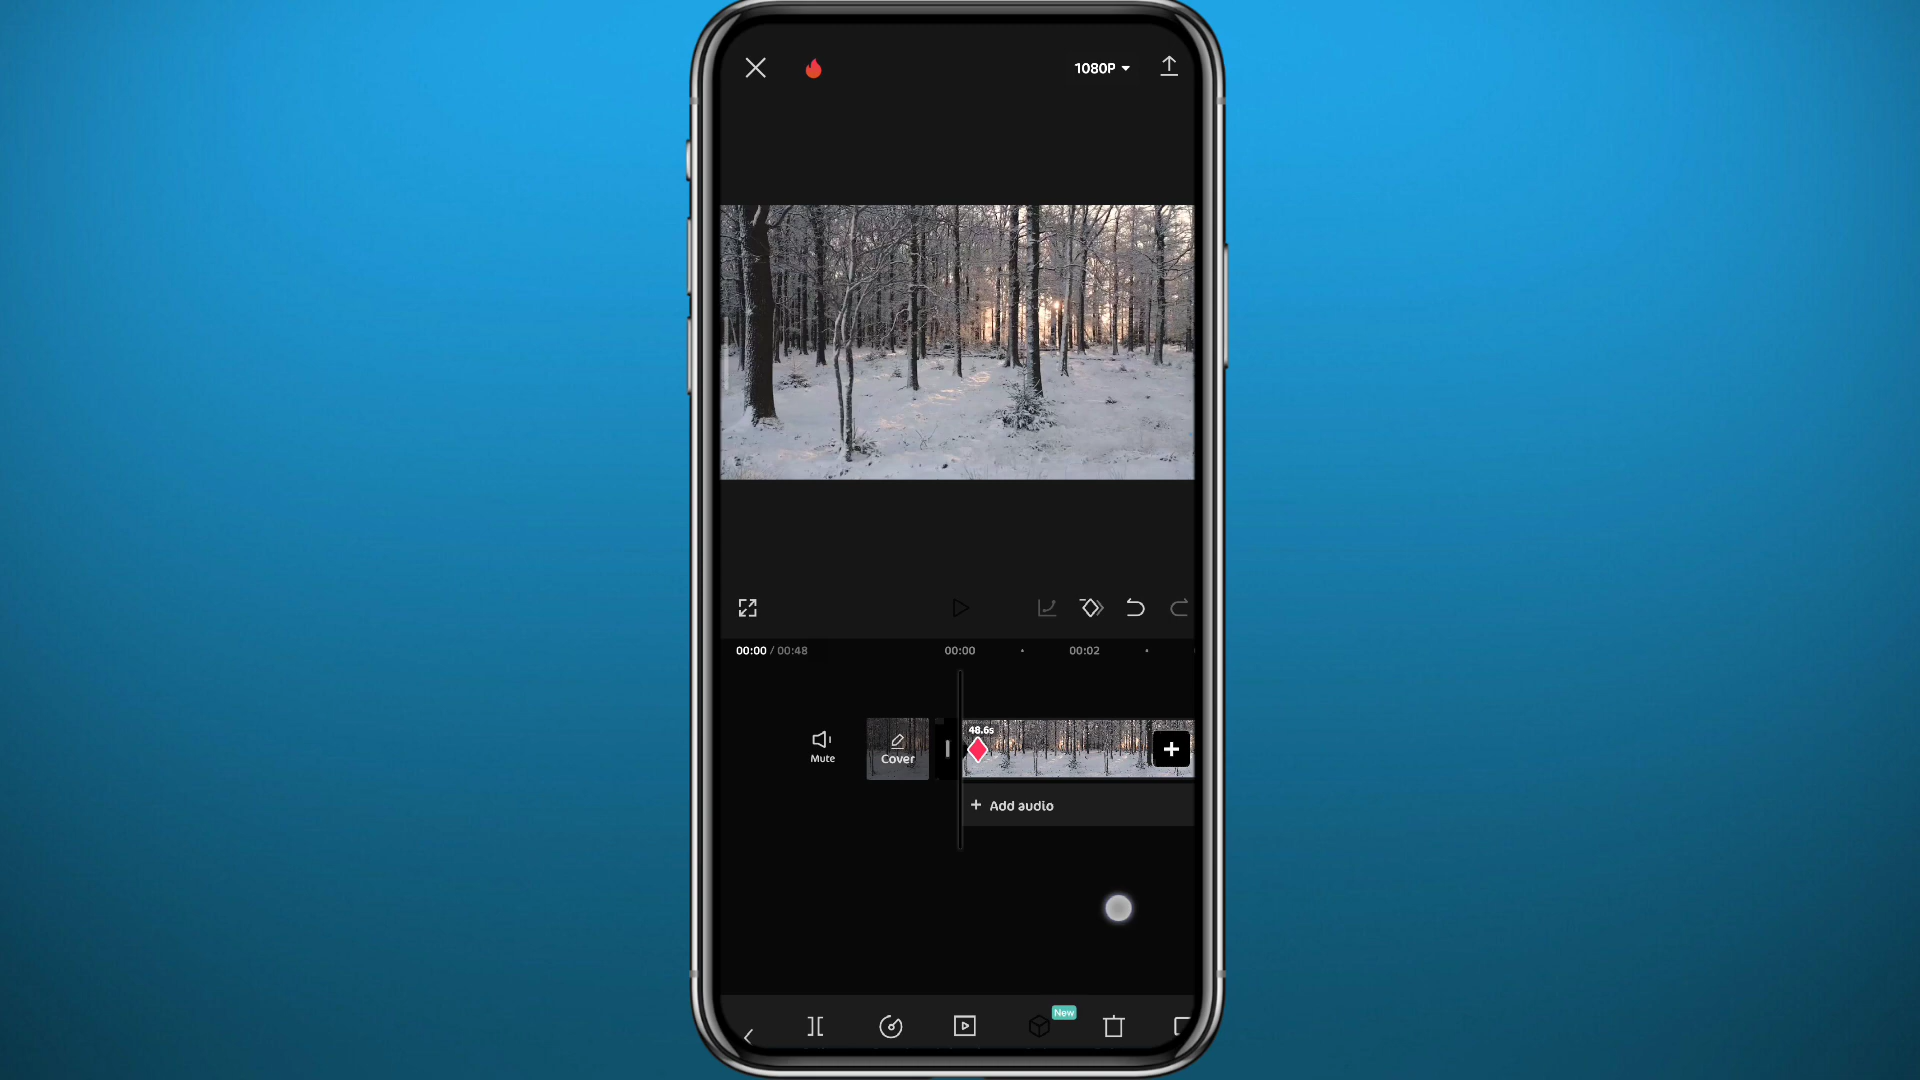 1080P
00:00 / 00:48
00:00
00:02
48.6s
Mute
Cover
+ Add audio
New